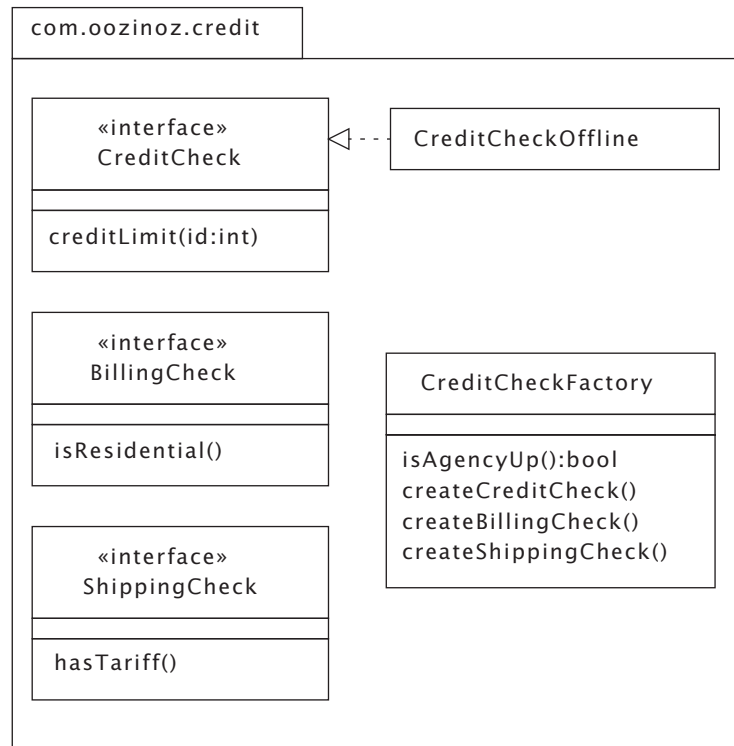 com.oozinoz.credit
«interface»
CreditCheck
creditLimit(id:int)
CreditCheckOffline
«interface»
BillingCheck
isResidential()
CreditCheckFactory
isAgencyUp():bool
createCreditCheck()
createBillingCheck()
createShippingCheck()
«interface»
ShippingCheck
hasTariff()